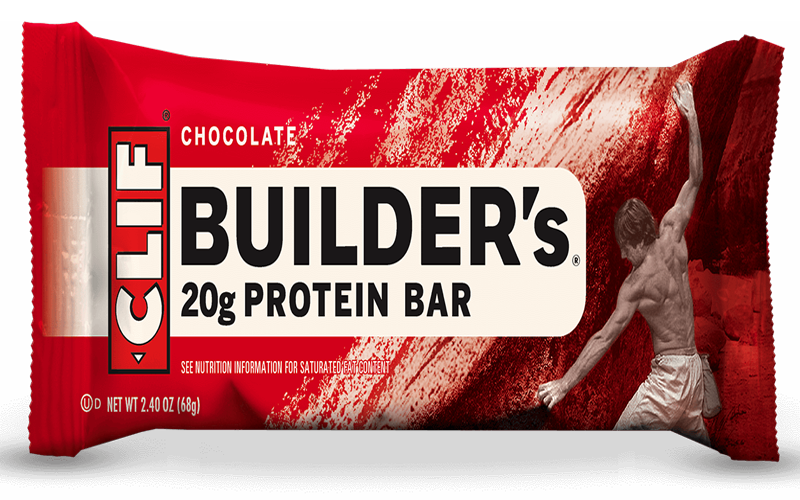 CHOCOLATE
CLIF®
BUILDER's®
20g PROTEIN BAR
SEE NUTRITION INFORMATION FOR SATURATED FAT CONTENT
Ⓤ D NET WT 2.40 OZ (68g)